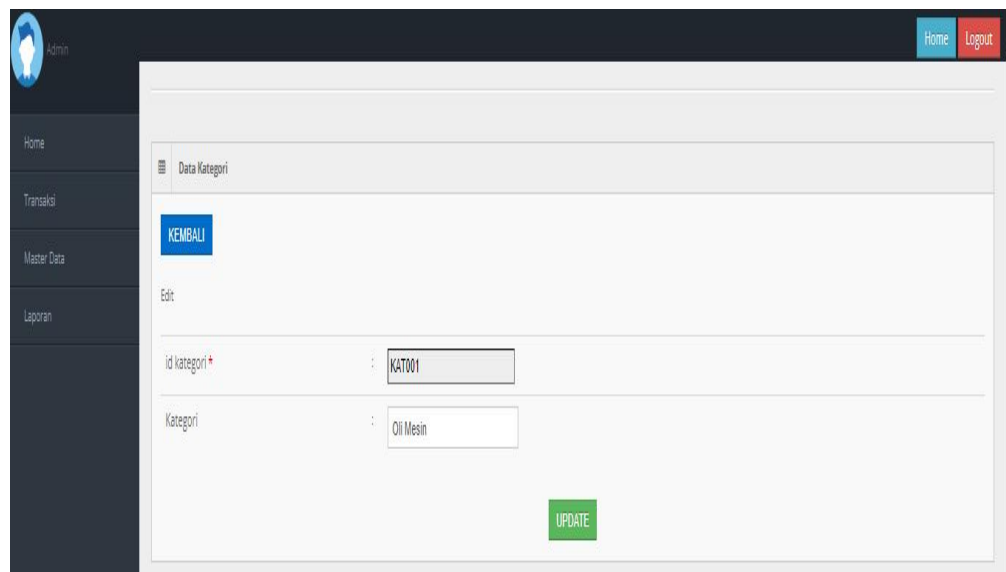 Admin
Home Logout
Home
Transaksi
Master Data
Laporan
Data Kategori
KEMBALI
Edit
id kategori * : KAT001
Kategori : Oli Mesin
UPDATE